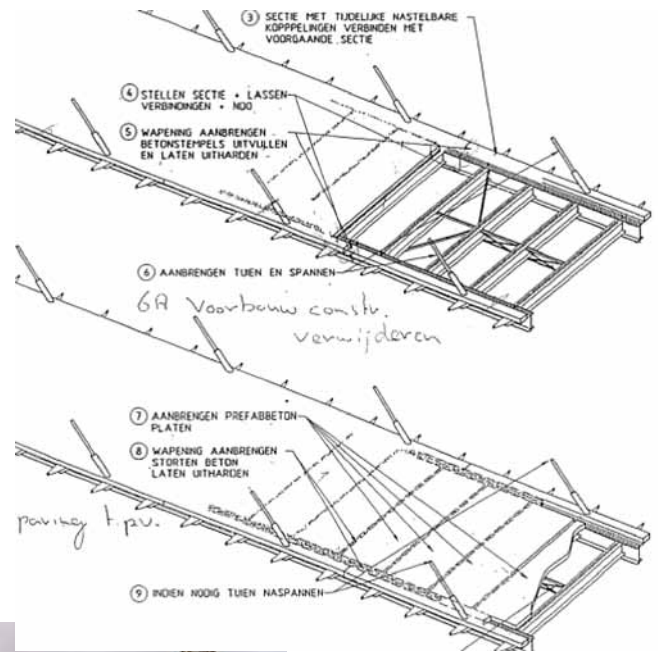 ③ SECTIE MET TIJDELIJKE NASTELBARE
KOPPPELINGEN VERBINDEN MET
VOORGAANDE SECTIE
④ STELLEN SECTIE + LASSEN
VERBINDINGEN + NDO
⑤ WAPENING AANBRENGEN
BETONSTEMPELS UITVULLEN
EN LATEN UITHARDEN
⑥ AANBRENGEN TUIEN EN SPANNEN
6A Voorbouw constr.
verwijderen
⑦ AANBRENGEN PREFABBETON
PLATEN
⑧ WAPENING AANBRENGEN
STORTEN BETON
LATEN UITHARDEN
paving t.p.v.
⑨ INDIEN NODIG TUIEN NASPANNEN